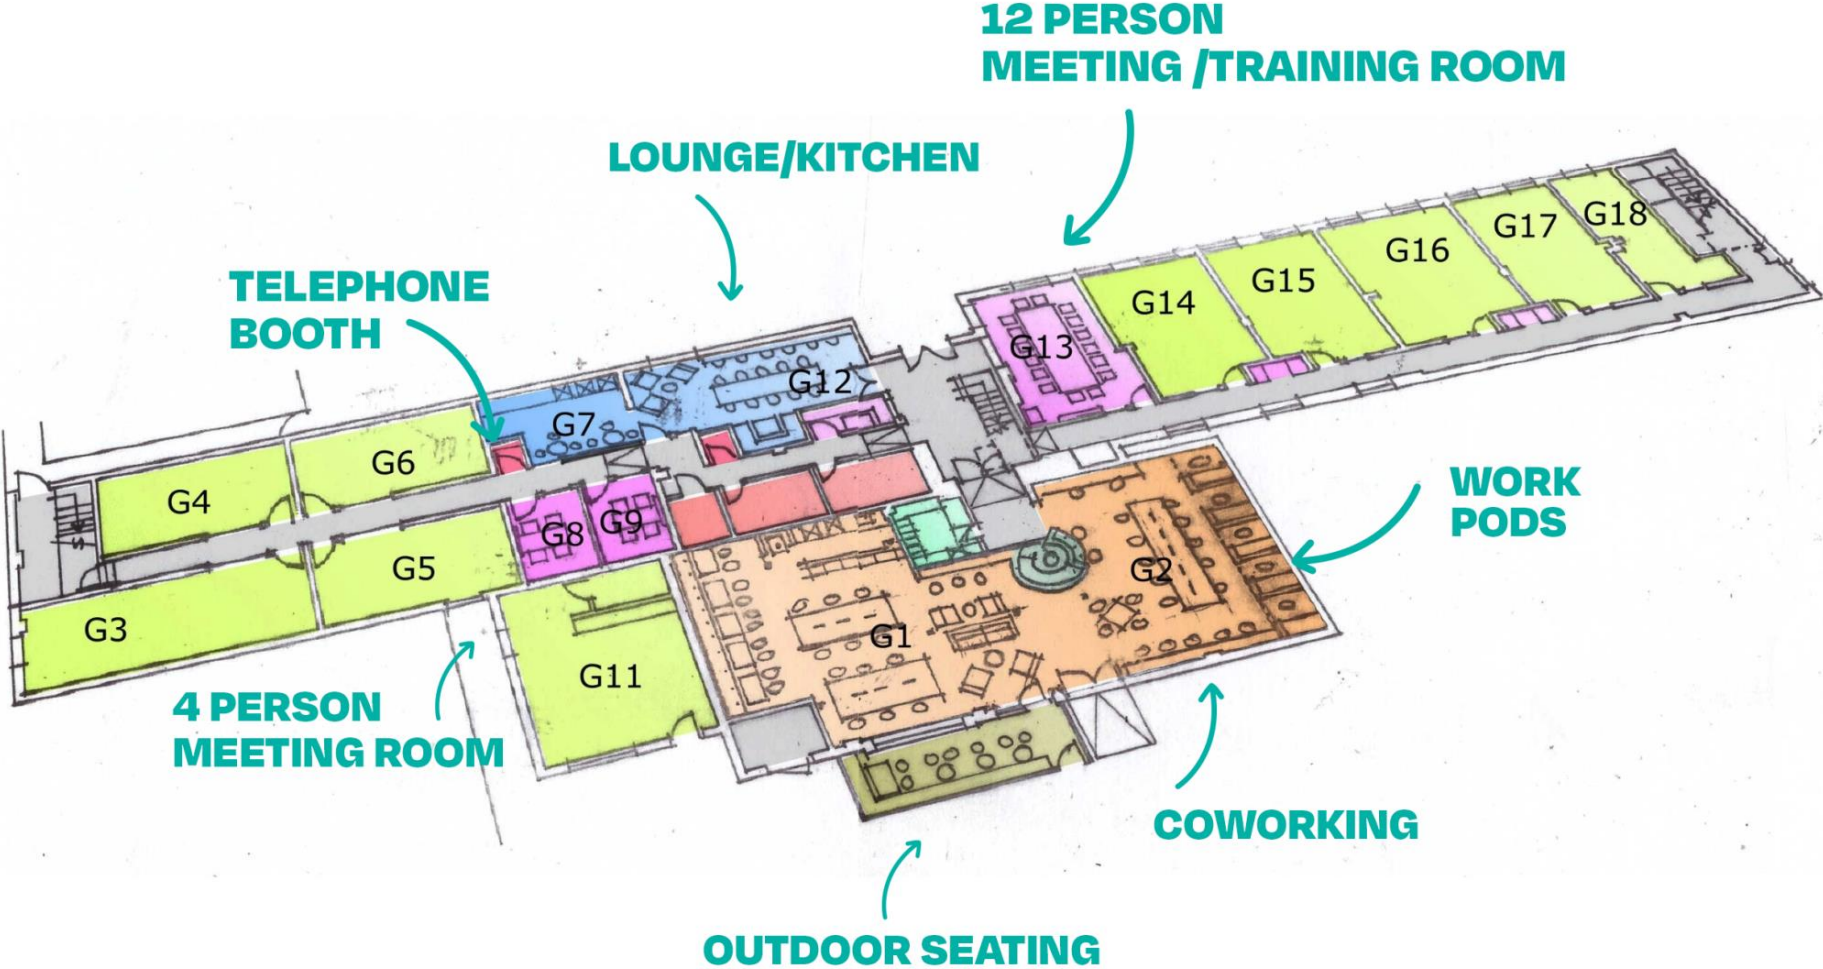 12 PERSON
MEETING /TRAINING ROOM
LOUNGE/KITCHEN
TELEPHONE
BOOTH
G18
G17
G16
G15
G14
G13
G12
G7
G6
G4
G8
G9
G5
G3
G11
G1
G2
WORK
PODS
4 PERSON
MEETING ROOM
COWORKING
OUTDOOR SEATING